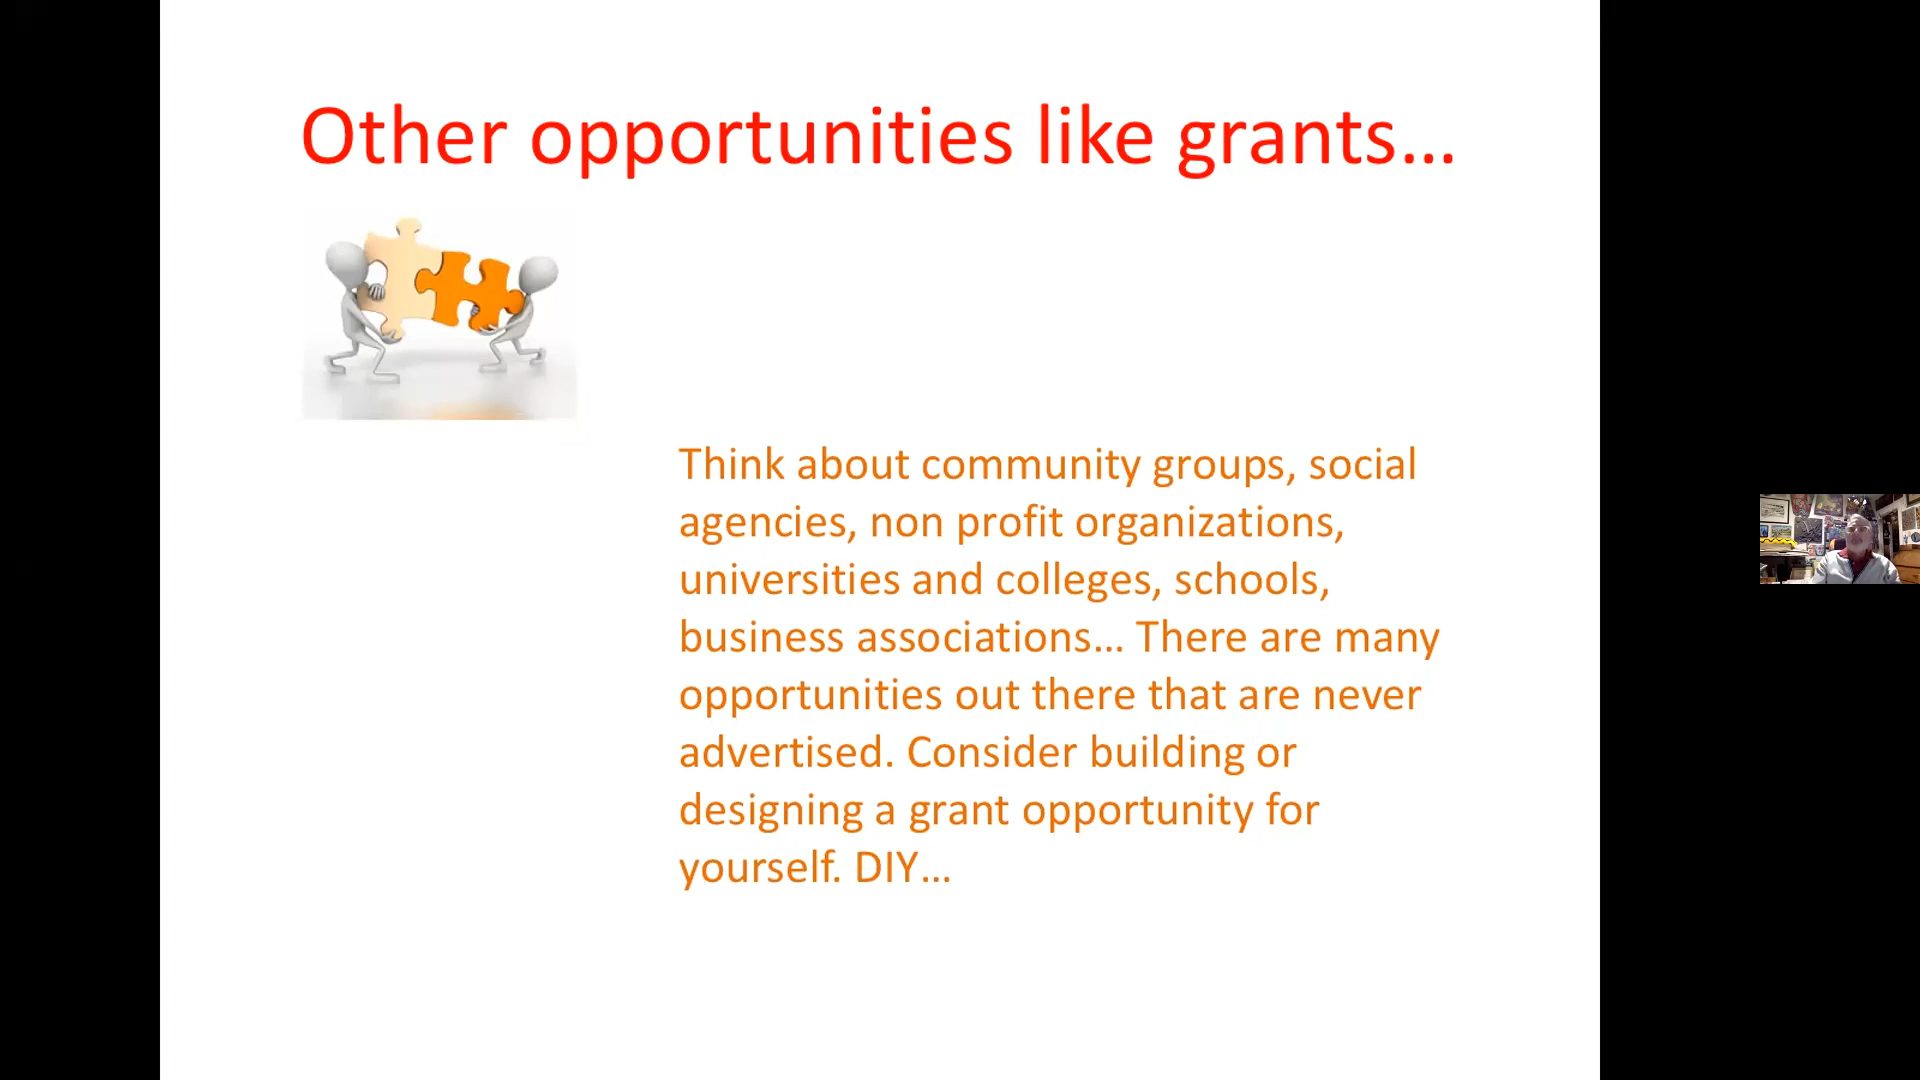 Other opportunities like grants...
Think about community groups, social
agencies, non profit organizations,
universities and colleges, schools,
business associations... There are many
opportunities out there that are never
advertised. Consider building or
designing a grant opportunity for
yourself. DIY...